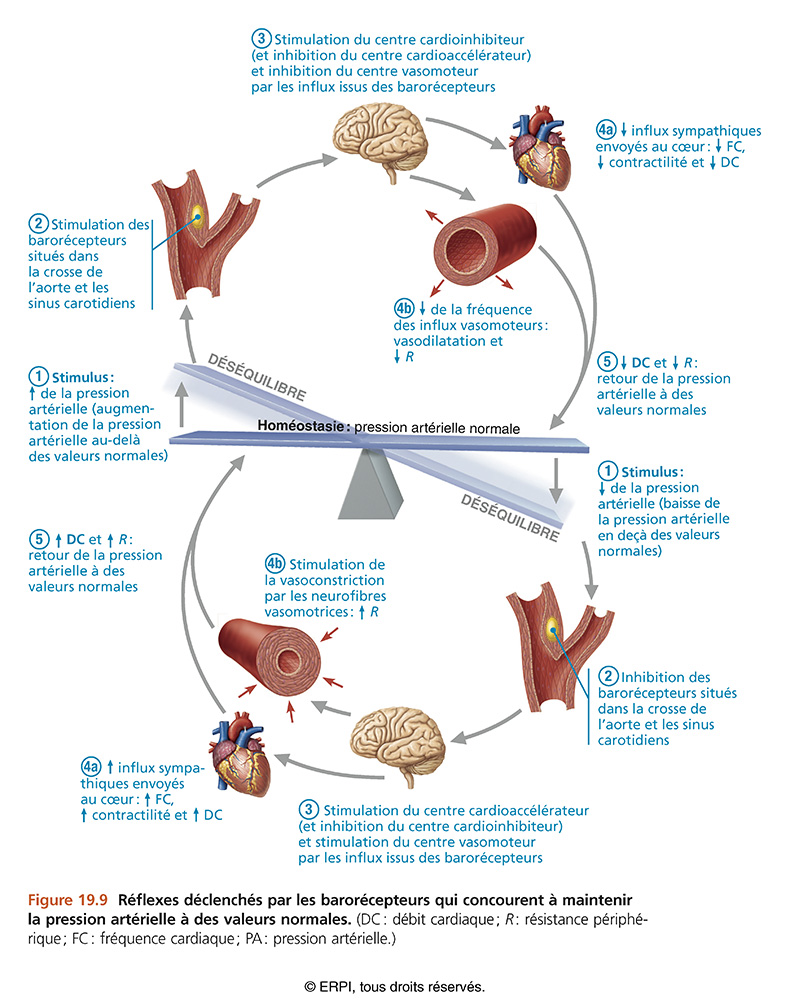 ③ Stimulation du centre cardioinhibiteur
(et inhibition du centre cardioaccélérateur)
et inhibition du centre vasomoteur
par les influx issus des barorécepteurs
④a ↓ influx sympathiques
envoyés au cœur : ↓ FC,
↓ contractilité et ↓ DC
② Stimulation des
barorécepteurs
situés dans
la crosse de
l’aorte et les
sinus carotidiens
④b ↓ de la fréquence
des influx vasomoteurs :
vasodilatation et
↓ R
① Stimulus :
↑ de la pression
artérielle (augmen-
tation de la pression
artérielle au-delà
des valeurs normales)
DÉSÉQUILIBRE
⑤ ↓ DC et ↓ R :
retour de la pression
artérielle à des
valeurs normales
Homéostasie : pression artérielle normale
DÉSÉQUILIBRE
① Stimulus :
↓ de la pression
artérielle (baisse de
la pression artérielle
en deçà des valeurs
normales)
⑤ ↑ DC et ↑ R :
retour de la pression
artérielle à des
valeurs normales
④b Stimulation de
la vasoconstriction
par les neurofibres
vasomotrices : ↑ R
② Inhibition des
barorécepteurs situés
dans la crosse de
l’aorte et les sinus
carotidiens
④a ↑ influx sympa-
thiques envoyés
au cœur : ↑ FC,
↑ contractilité et ↑ DC
③ Stimulation du centre cardioaccélérateur
(et inhibition du centre cardioinhibiteur)
et stimulation du centre vasomoteur
par les influx issus des barorécepteurs
Figure 19.9 Réflexes déclenchés par les barorécepteurs qui concourent à maintenir
la pression artérielle à des valeurs normales. (DC : débit cardiaque ; R : résistance périphé-
rique ; FC : fréquence cardiaque ; PA : pression artérielle.)
© ERPI, tous droits réservés.